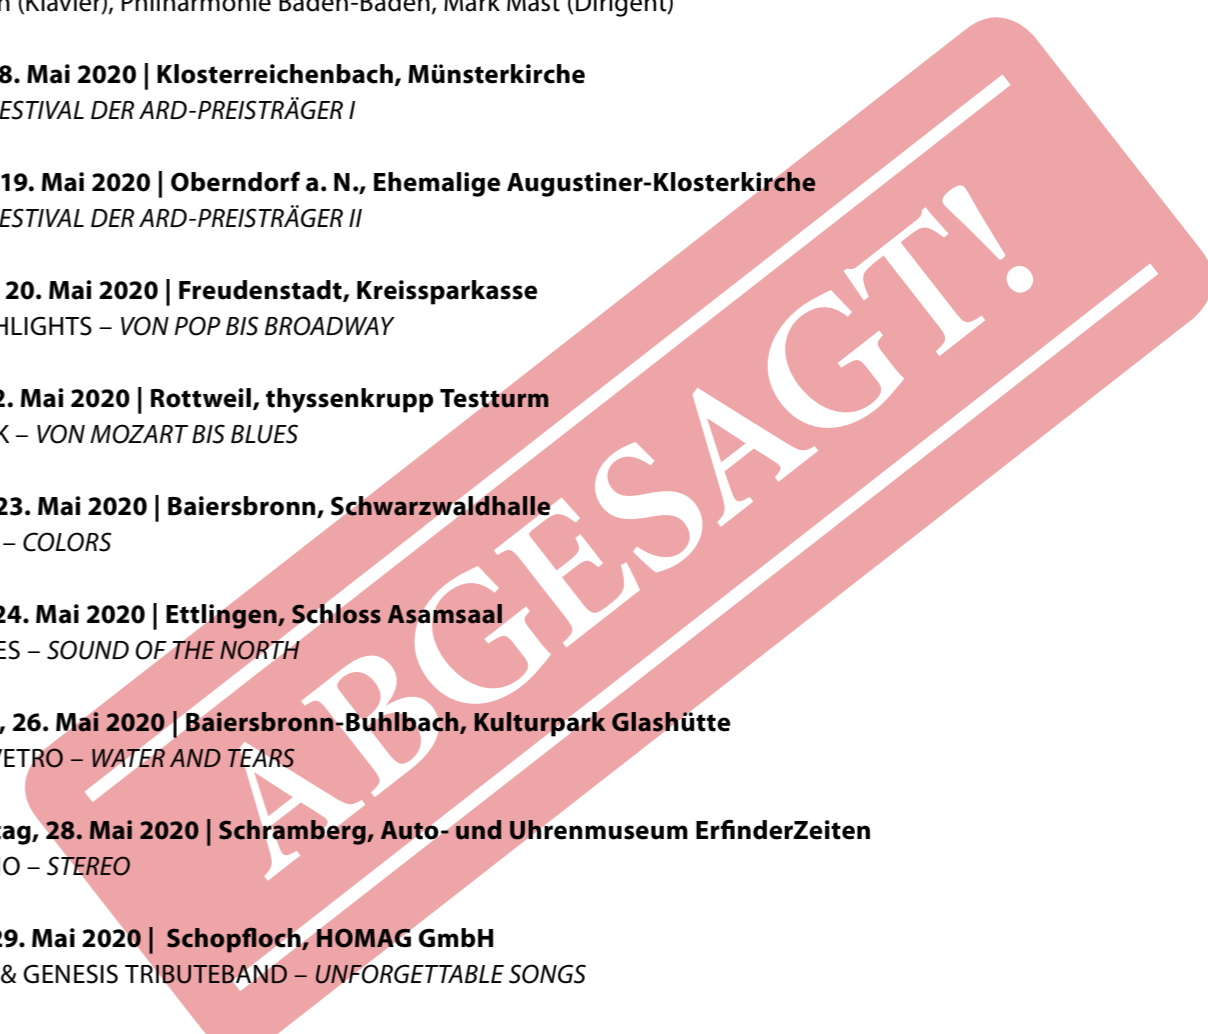 (Klavier), Philharmonie Baden-Baden, Mark Mast (Dirigent)
8. Mai 2020 | Klosterreichenbach, Münsterkirche
ESTIVAL DER ARD-PREISTRÄGER I
19. Mai 2020 | Oberndorf a. N., Ehemalige Augustiner-Klosterkirche
ESTIVAL DER ARD-PREISTRÄGER II
20. Mai 2020 | Freudenstadt, Kreissparkasse
HLIGHTS – VON POP BIS BROADWAY
2. Mai 2020 | Rottweil, thyssenkrupp Testturm
K – VON MOZART BIS BLUES
23. Mai 2020 | Baiersbronn, Schwarzwaldhalle
– COLORS
24. Mai 2020 | Ettlingen, Schloss Asamsaal
ES – SOUND OF THE NORTH
, 26. Mai 2020 | Baiersbronn-Buhlbach, Kulturpark Glashütte
VETRO – WATER AND TEARS
tag, 28. Mai 2020 | Schramberg, Auto- und Uhrenmuseum ErfinderZeiten
IO – STEREO
29. Mai 2020 | Schopfloch, HOMAG GmbH
& GENESIS TRIBUTEBAND – UNFORGETTABLE SONGS
ABGESAGT!